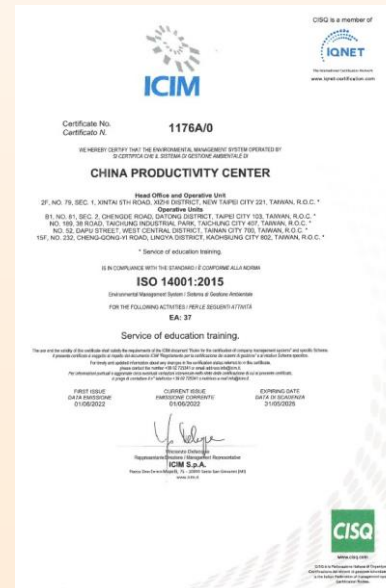 CISQ is a member of
IQNET
www.iqnet-certification.com
ICIM
Certificate No.
Certificato N.
1176A/0
WE HEREBY CERTIFY THAT THE ENVIRONMENTAL MANAGEMENT SYSTEM OPERATED BY
SI CERTIFICA CHE IL SISTEMA DI GESTIONE AMBIENTALE DI
CHINA PRODUCTIVITY CENTER
Head Office and Operative Unit
2F, NO. 79, SEC. 1, XINTAI 5TH ROAD, XIZHI DISTRICT, NEW TAIPEI CITY 221, TAIWAN, R.O.C. *
Operative Units
B1, NO. 81, SEC. 2, CHENGDE ROAD, DATONG DISTRICT, TAIPEI CITY 103, TAIWAN, R.O.C. *
NO. 189, 38 ROAD, TAICHUNG INDUSTRIAL PARK, TAICHUNG CITY 407, TAIWAN, R.O.C. *
NO. 52, DAPU STREET, WEST CENTRAL DISTRICT, TAINAN CITY 700, TAIWAN, R.O.C. *
15F, NO. 232, CHENG-GONG-YI ROAD, LINGYA DISTRICT, KAOHSIUNG CITY 802, TAIWAN, R.O.C. *
* Service of education training.
IS IN COMPLIANCE WITH THE STANDARD / È CONFORME ALLA NORMA
ISO 14001:2015
Environmental Management System / Sistema di Gestione Ambientale
FOR THE FOLLOWING ACTIVITIES / PER LE SEGUENTI ATTIVITÀ
EA: 37
Service of education training.
FIRST ISSUE
DATA EMISSIONE
01/06/2022
CURRENT ISSUE
EMISSIONE CORRENTE
01/06/2022
EXPIRING DATE
DATA DI SCADENZA
31/05/2025
ICIM S.p.A.
www.icim.it
CISQ
www.cisq.com